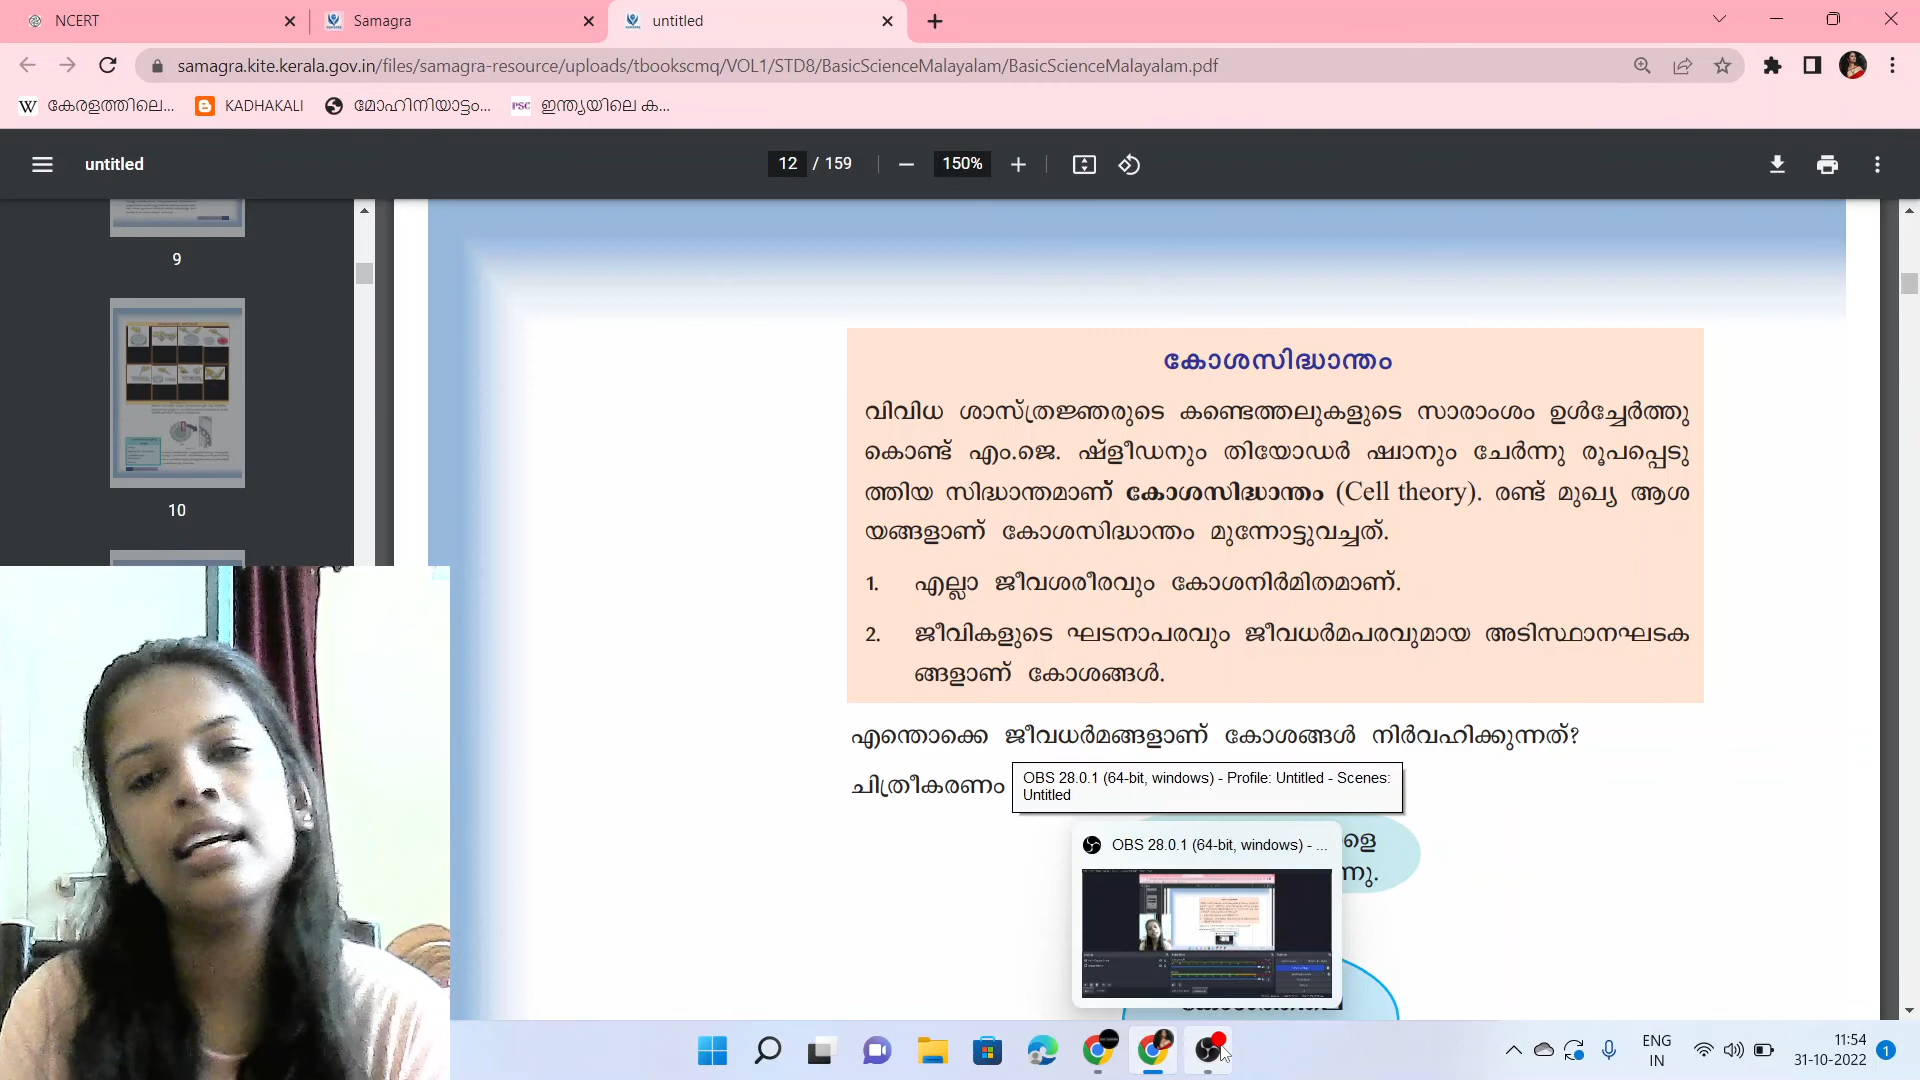 NCERT
Samagra
untitled
samagra.kite.kerala.gov.in/files/samagra-resource/uploads/tbookscmq/VOL1/STD8/BasicScienceMalayalam/BasicScienceMalayalam.pdf
W കേരളത്തിലെ...
KADHAKALI
മോഹിനിയാട്ടം...
PSC ഇന്ത്യയിലെ ക...
untitled
12 / 159
150%
9
10
കോശസിദ്ധാന്തം
വിവിധ ശാസ്ത്രജ്ഞരുടെ കണ്ടെത്തലുകളുടെ സാരാംശം ഉൾച്ചേർത്തു
കൊണ്ട് എം.ജെ. ഷ്ളീഡനും തിയോഡർ ഷ്വാനും ചേർന്നു രൂപപ്പെടു
ത്തിയ സിദ്ധാന്തമാണ് കോശസിദ്ധാന്തം (Cell theory). രണ്ട് മുഖ്യ ആശ
യങ്ങളാണ് കോശസിദ്ധാന്തം മുന്നോട്ടുവച്ചത്.
1. എല്ലാ ജീവശരീരവും കോശനിർമിതമാണ്.
2. ജീവികളുടെ ഘടനാപരവും ജീവധർമപരവുമായ അടിസ്ഥാനഘടക
ങ്ങളാണ് കോശങ്ങൾ.
എന്തൊക്കെ ജീവധർമങ്ങളാണ് കോശങ്ങൾ നിർവഹിക്കുന്നത്?
ചിത്രീകരണം
OBS 28.0.1 (64-bit, windows) - Profile: Untitled - Scenes:
Untitled
OBS 28.0.1 (64-bit, windows) - ...
ളെ
ന്നു.
ENG
IN
11:54
31-10-2022
1